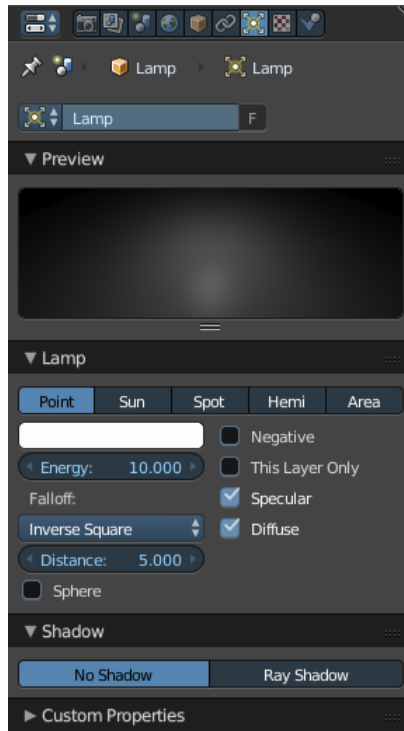 Lamp Lamp
Lamp F
Preview
Lamp
Point Sun Spot Hemi Area
Negative
Energy: 10.000 This Layer Only
Falloff: Specular
Inverse Square Diffuse
Distance: 5.000
Sphere
Shadow
No Shadow Ray Shadow
Custom Properties